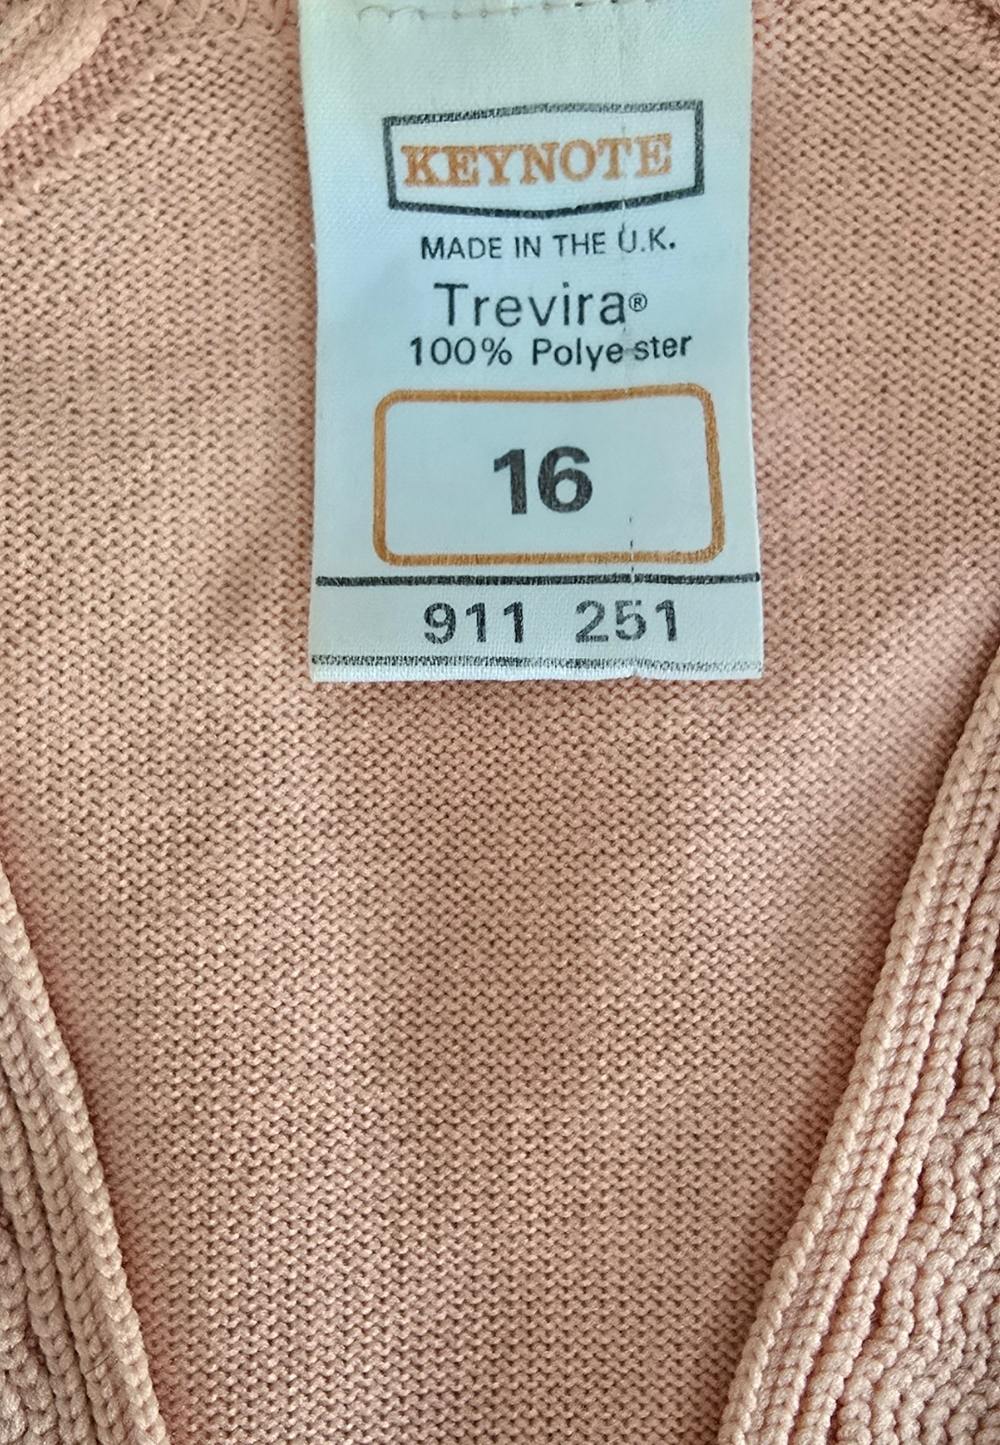 KEYNOTE
MADE IN THE U.K.
Trevira®
100% Polyester
16
911 251